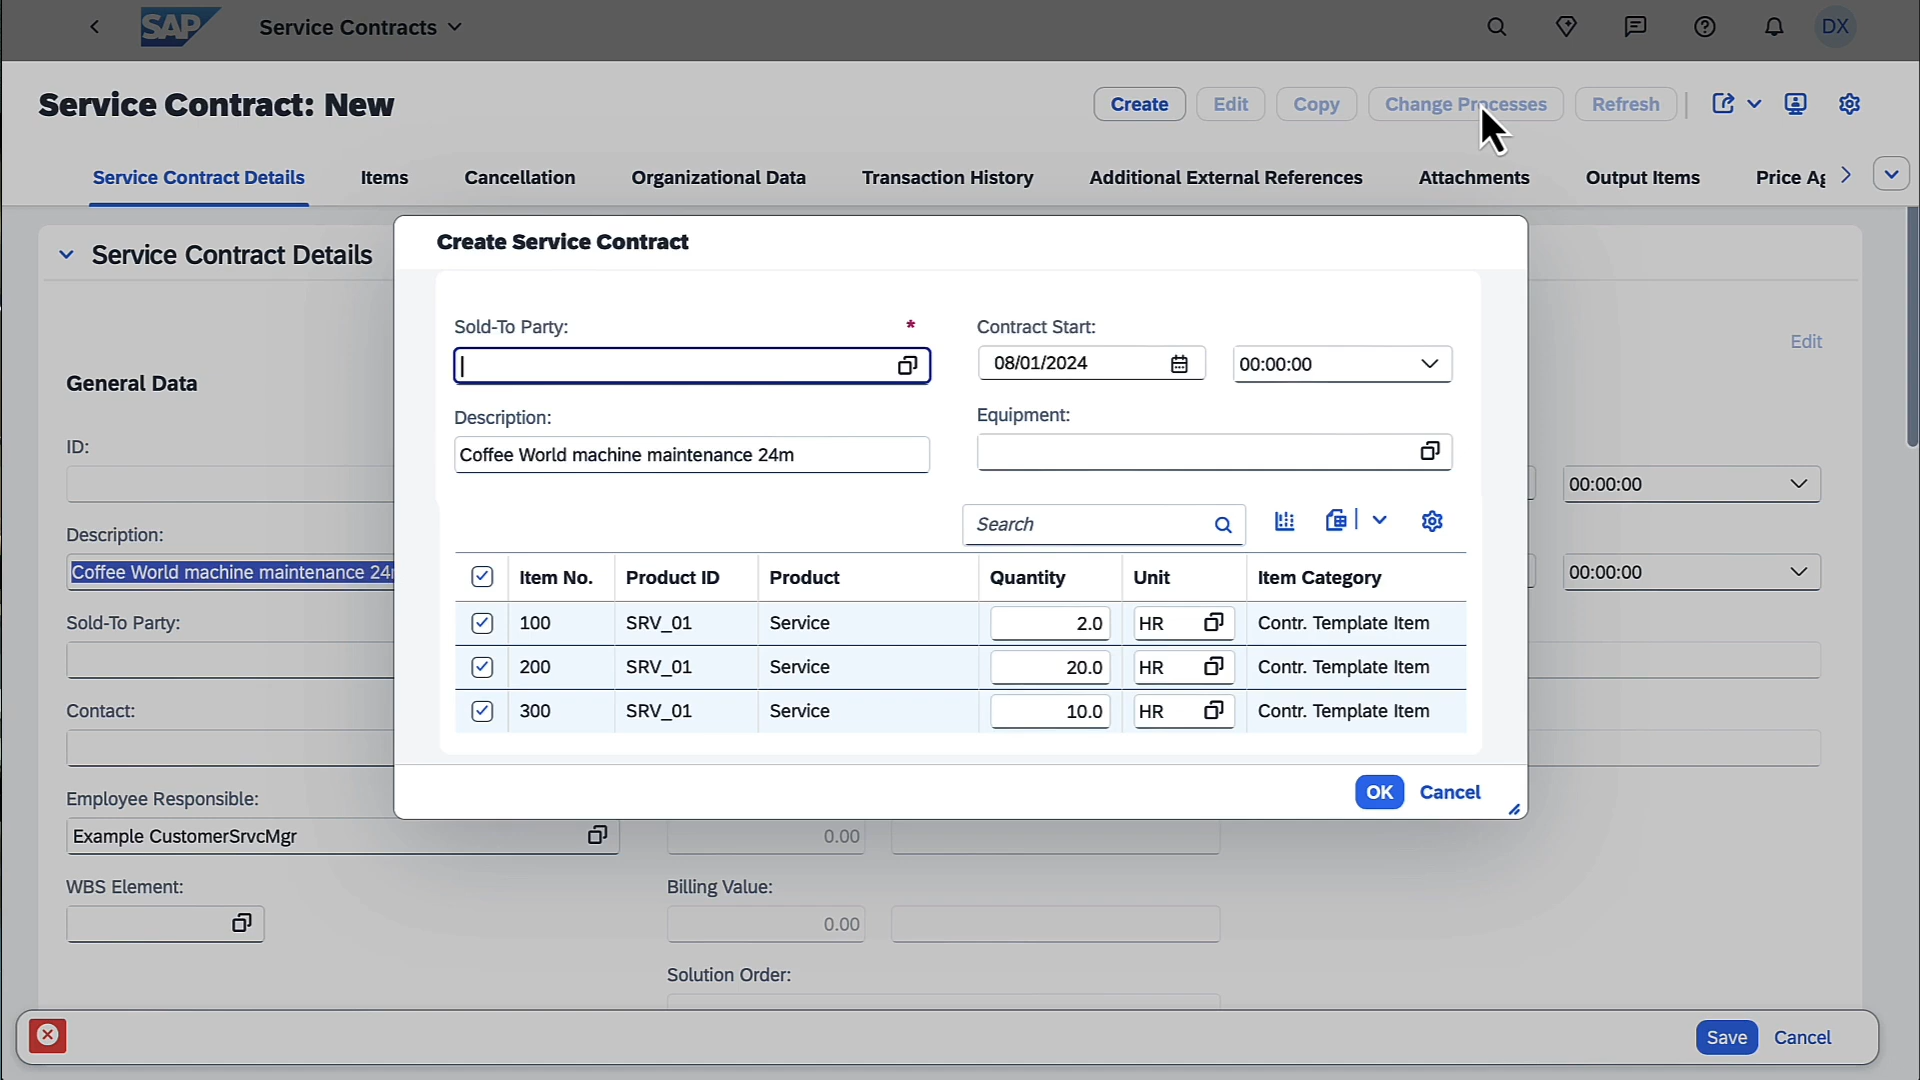 SAP Service Contracts DX
Service Contract: New Create Edit Copy Change Processes Refresh
Service Contract Details Items Cancellation Organizational Data Transaction History Additional External References Attachments Output Items Price Ag
Service Contract Details
Edit
General Data
ID:
00:00:00
Description:
Coffee World machine maintenance 24
00:00:00
Sold-To Party:
Contact:
Employee Responsible:
Example CustomerSrvcMgr 0.00
WBS Element: Billing Value:
0.00
Solution Order:
Create Service Contract
Sold-To Party: * Contract Start:
08/01/2024 00:00:00
Description: Equipment:
Coffee World machine maintenance 24m
Search
Item No. Product ID Product Quantity Unit Item Category
100 SRV_01 Service 2.0 HR Contr. Template Item
200 SRV_01 Service 20.0 HR Contr. Template Item
300 SRV_01 Service 10.0 HR Contr. Template Item
OK Cancel
Save Cancel